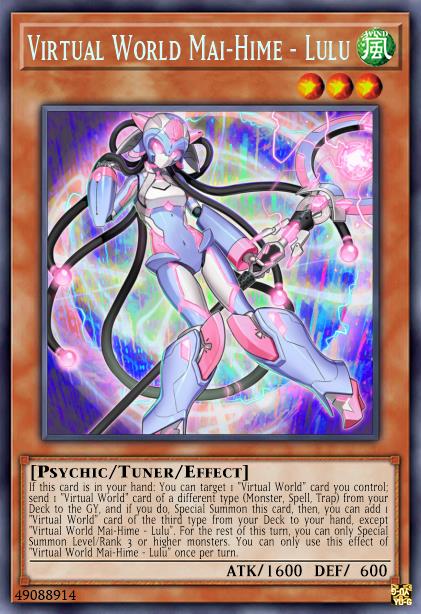 VIRTUAL WORLD MAI-HIME - LULU
WIND
風
[PSYCHIC/TUNER/EFFECT]
If this card is in your hand: You can target 1 "Virtual World" card you control;
send 1 "Virtual World" card of a different type (Monster, Spell, Trap) from your
Deck to the GY, and if you do, Special Summon this card, then, you can add 1
"Virtual World" card of the third type from your Deck to your hand, except
"Virtual World Mai-Hime - Lulu". For the rest of this turn, you can only Special
Summon Level/Rank 3 or higher monsters. You can only use this effect of
"Virtual World Mai-Hime - Lulu" once per turn.
ATK/1600 DEF/ 600
49088914